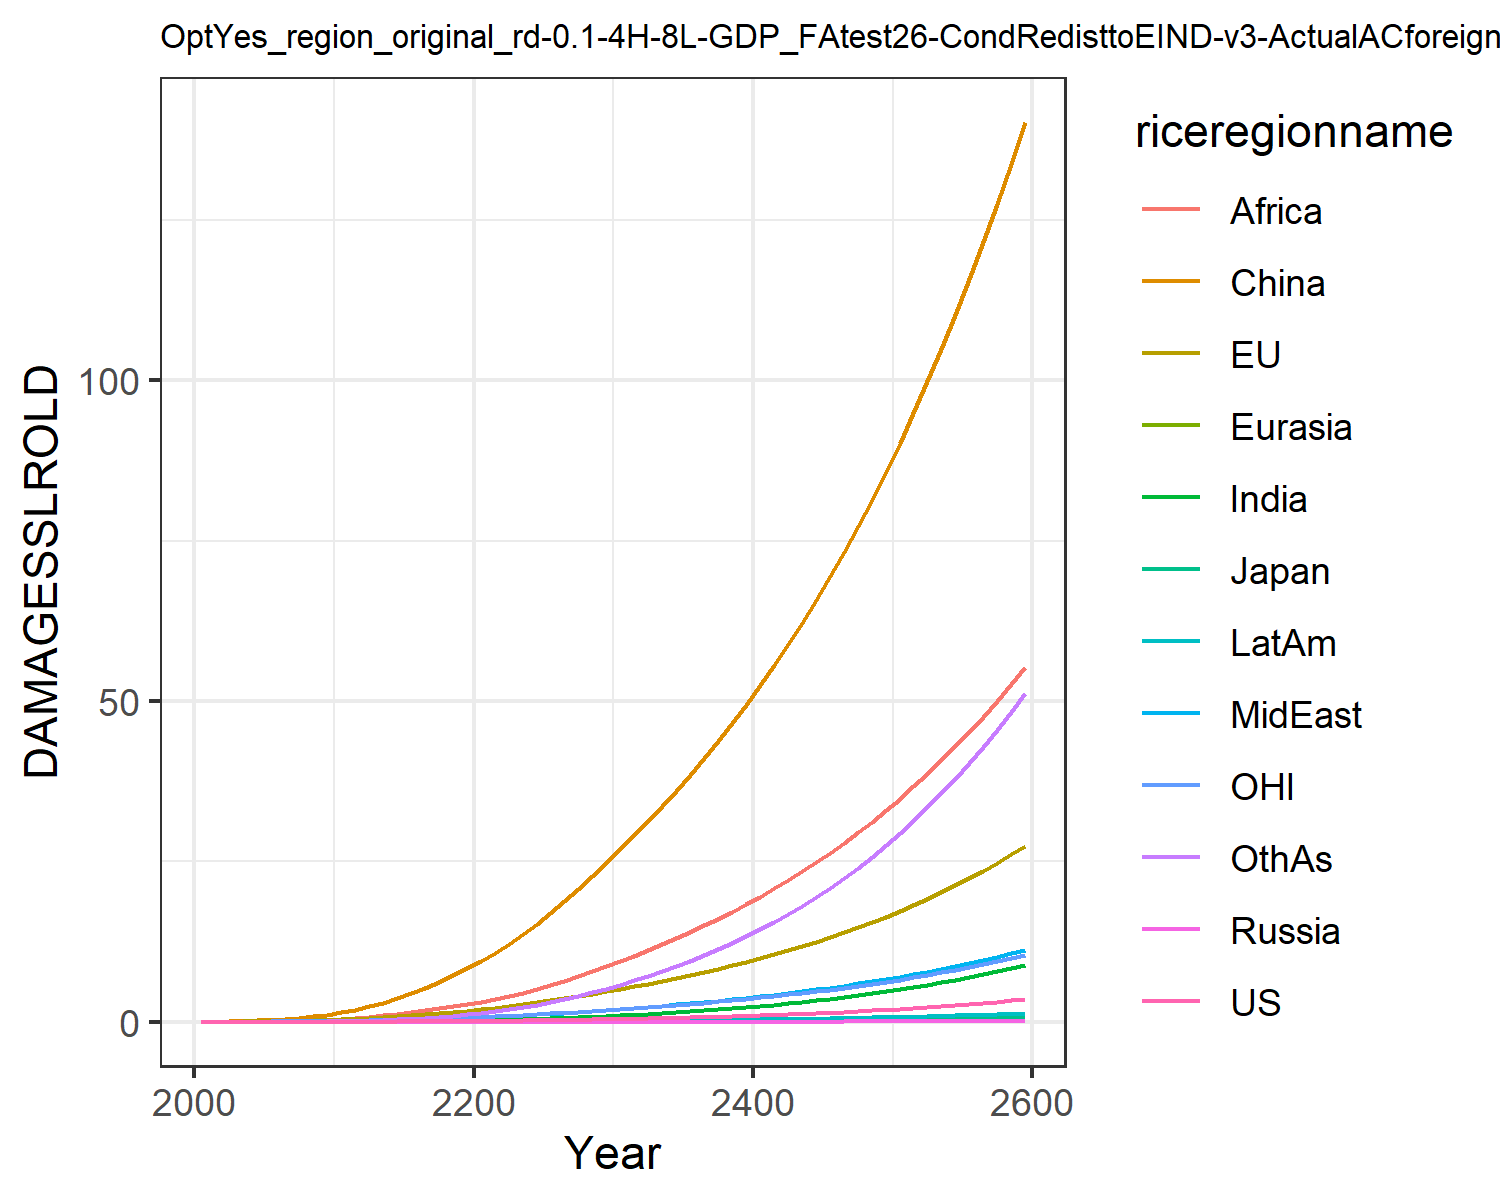 OptYes_region_original_rd-0.1-4H-8L-GDP_FAtest26-CondRedisttoEIND-v3-ActualACforeign
DAMAGESSLROLD
100
50
0
2000 2200 2400 2600
Year
riceregionname
Africa
China
EU
Eurasia
India
Japan
LatAm
MidEast
OHI
OthAs
Russia
US